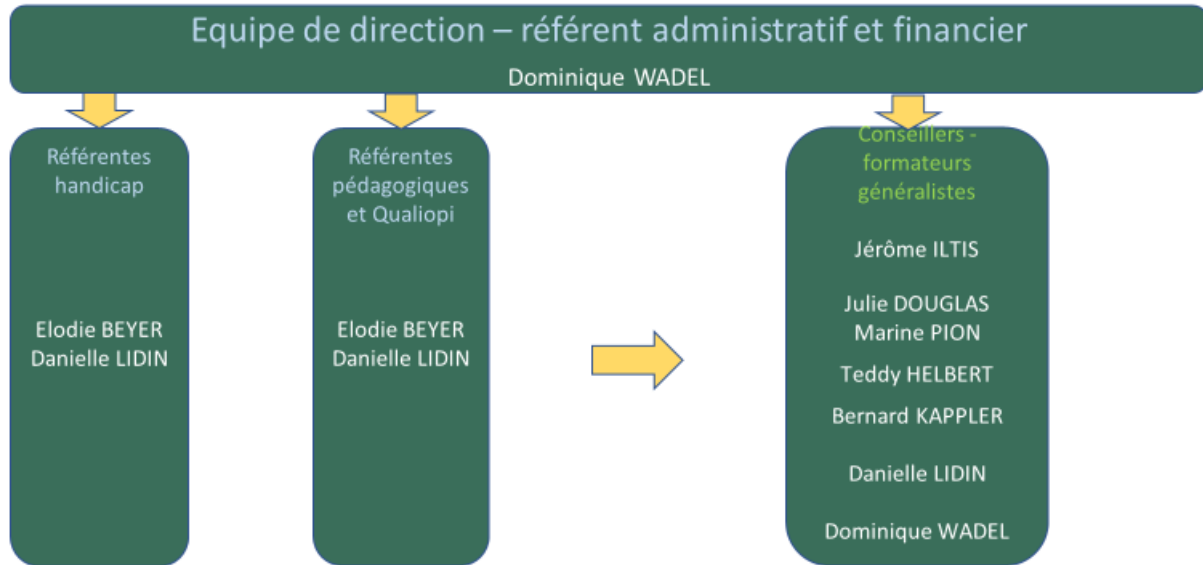 Equipe de direction – référent administratif et financier
Dominique WADEL
Référentes
handicap
Elodie BEYER
Danielle LIDIN
Référentes
pédagogiques
et Qualiopi
Elodie BEYER
Danielle LIDIN
Conseillers -
formateurs
généralistes
Jérôme ILTIS
Julie DOUGLAS
Marine PION
Teddy HELBERT
Bernard KAPPLER
Danielle LIDIN
Dominique WADEL